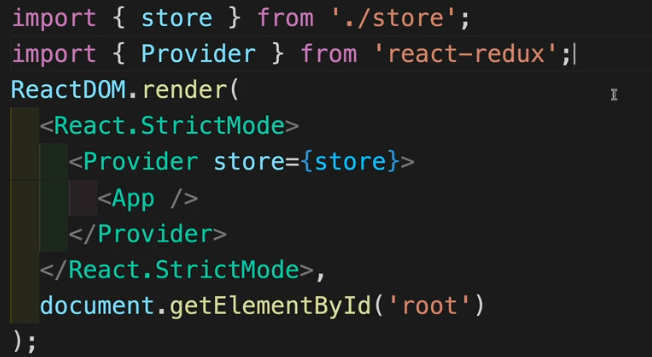 import { store } from './store';
import { Provider } from 'react-redux';
ReactDOM.render(
  <React.StrictMode>
    <Provider store={store}>
      <App />
    </Provider>
  </React.StrictMode>,
  document.getElementById('root')
);